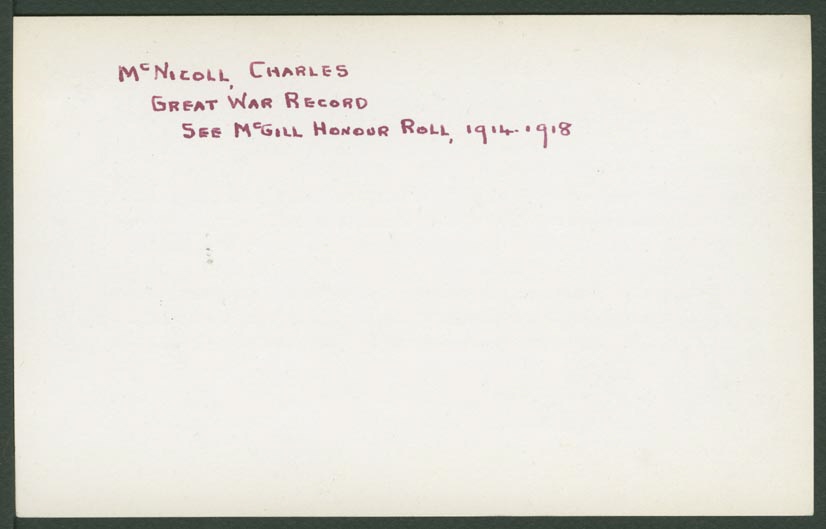 McNicoll, Charles
Great War Record
See McGill Honour Roll, 1914-1918